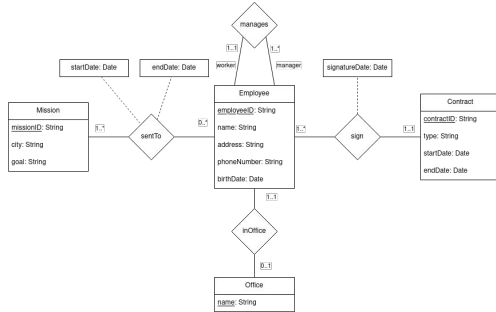 manages
1..1
1..*
worker
manager
startDate: Date
endDate: Date
signatureDate: Date
Employee
employeeID: String
name: String
address: String
phoneNumber: String
birthDate: Date
Mission
missionID: String
city: String
goal: String
1..*
sentTo
0..*
1..*
sign
1..1
Contract
contractID: String
type: String
startDate: Date
endDate: Date
1..1
inOffice
0..1
Office
name: String